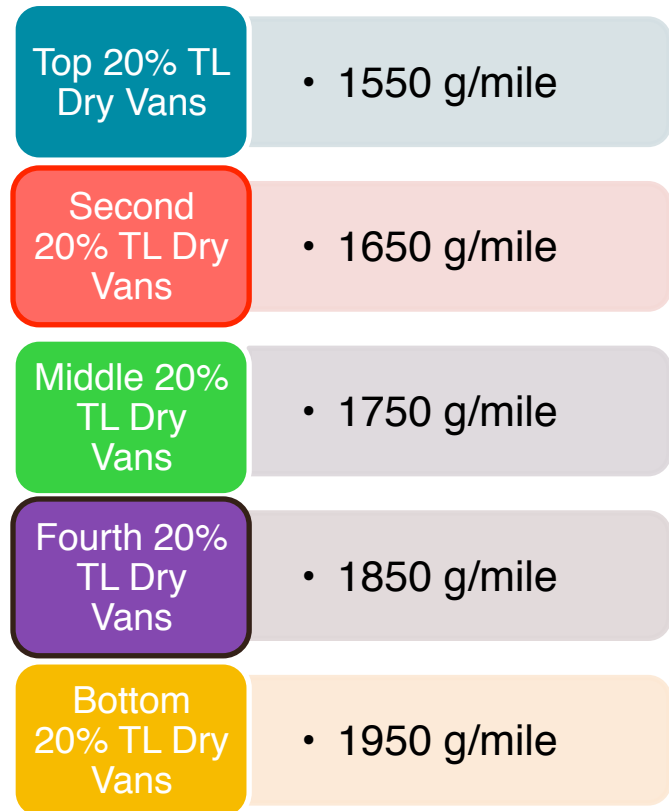 Top 20% TL
Dry Vans
• 1550 g/mile
Second
20% TL Dry
Vans
• 1650 g/mile
Middle 20%
TL Dry
Vans
• 1750 g/mile
Fourth 20%
TL Dry
Vans
• 1850 g/mile
Bottom
20% TL Dry
Vans
• 1950 g/mile